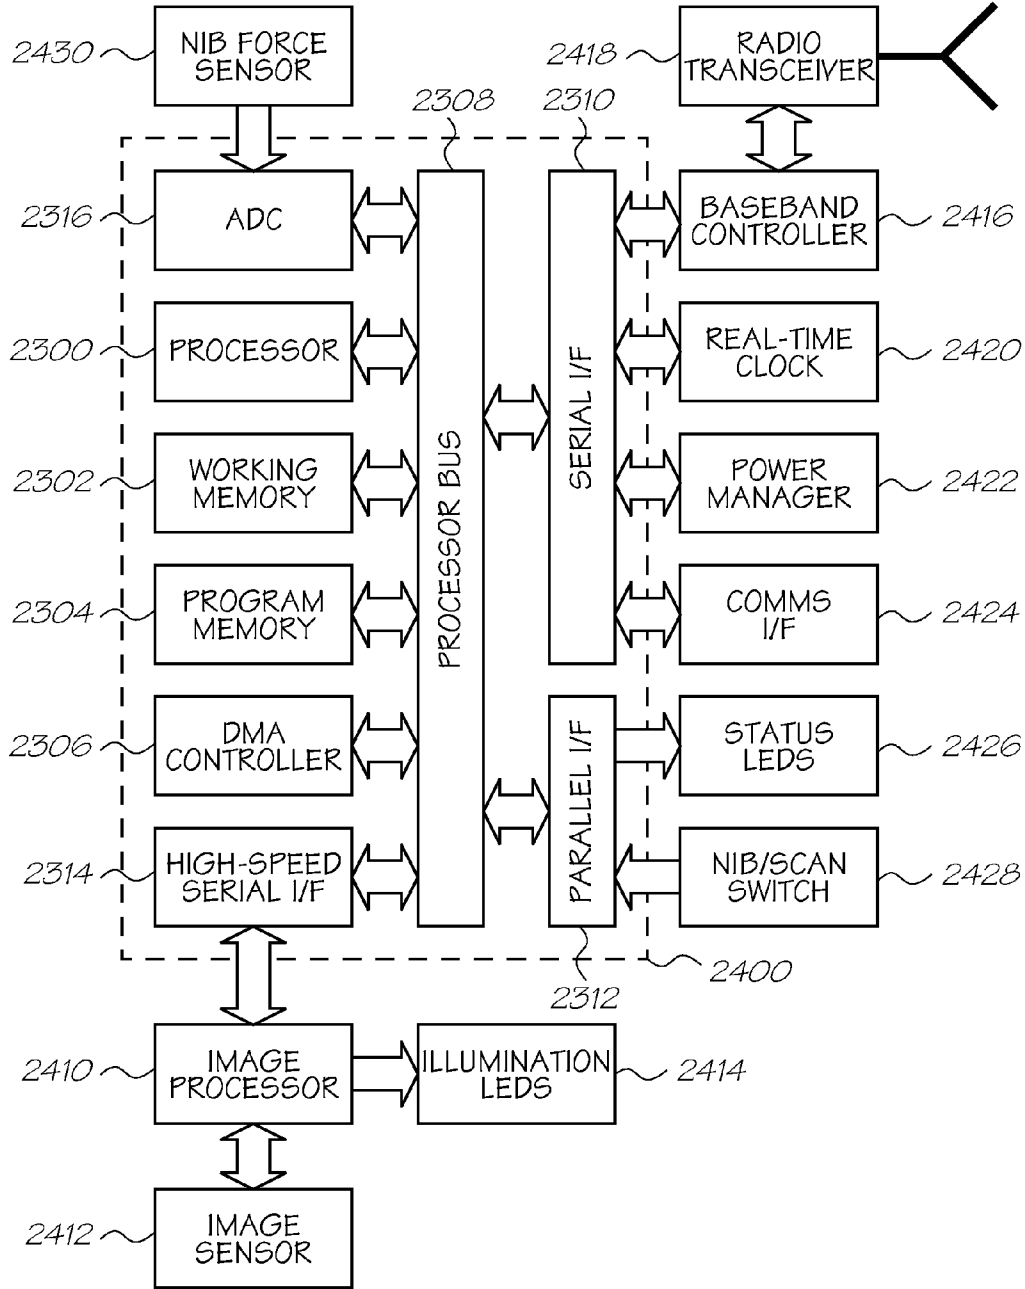 2430
NIB FORCE
SENSOR
2418
RADIO
TRANSCEIVER
2308
2310
2316
ADC
BASEBAND
CONTROLLER
2416
2300
PROCESSOR
REAL-TIME
CLOCK
2420
PROCESSOR BUS
SERIAL I/F
2302
WORKING
MEMORY
POWER
MANAGER
2422
2304
PROGRAM
MEMORY
COMMS
I/F
2424
2306
DMA
CONTROLLER
PARALLEL I/F
STATUS
LEDS
2426
2314
HIGH-SPEED
SERIAL I/F
NIB/SCAN
SWITCH
2428
2400
2312
2410
IMAGE
PROCESSOR
ILLUMINATION
LEDS
2414
2412
IMAGE
SENSOR